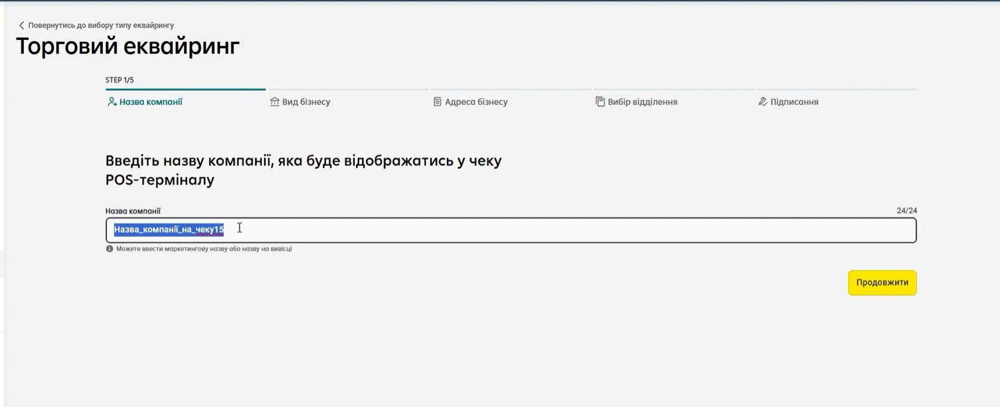 Повернутись до вибору типу еквайрингу
Торговий еквайринг
STEP 1/5
Назва компанії
Вид бізнесу
Адреса бізнесу
Вибір відділення
Підписання
Введіть назву компанії, яка буде відображатись у чеку
POS-терміналу
Назва компанії
24/24
Назва_компанії_на_чеку15
Можете ввести маркетингову назву або назву на вивісці
Продовжити